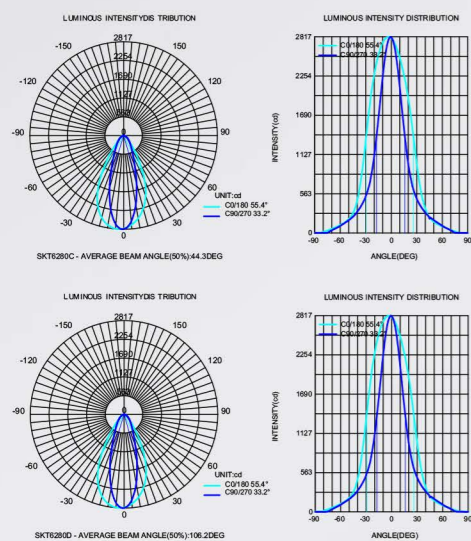 LUMINOUS INTENSITYDIS TRIBUTION
2817
-150 150
2254
-120 1690 120
1127
-90 0 90
-60 60
-30 30
0
UNIT:cd
C0/180 55.4°
C90/270 33.2°
SKT6280C - AVERAGE BEAM ANGLE(50%):44.3DEG
LUMINOUS INTENSITY DISTRIBUTION
2817
C0/180 55.4°
C90/270 33.2°
2254
1690
1127
563
0
INTENSITY(cd)
-90 -60 -30 0 30 60 90
ANGLE(DEG)
LUMINOUS INTENSITYDIS TRIBUTION
2817
-150 150
2254
-120 1690 120
1127
-90 0 90
-60 60
-30 30
0
UNIT:cd
C0/180 55.4°
C90/270 33.2°
SKT6280D - AVERAGE BEAM ANGLE(50%):106.2DEG
LUMINOUS INTENSITY DISTRIBUTION
2817
C0/180 55.4°
C90/270 33.2°
2254
1690
1127
563
0
INTENSITY(cd)
-90 -60 -30 0 30 60 90
ANGLE(DEG)